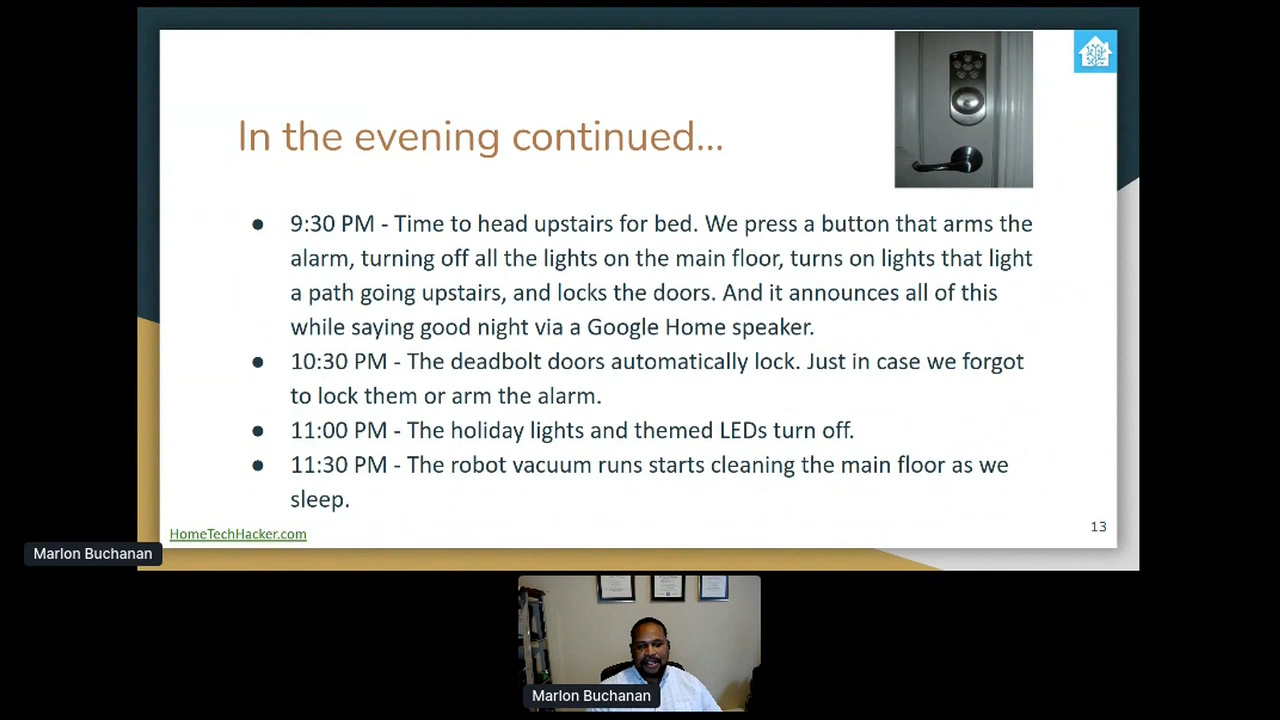 In the evening continued...
● 9:30 PM - Time to head upstairs for bed. We press a button that arms the
alarm, turning off all the lights on the main floor, turns on lights that light
a path going upstairs, and locks the doors. And it announces all of this
while saying good night via a Google Home speaker.
● 10:30 PM - The deadbolt doors automatically lock. Just in case we forgot
to lock them or arm the alarm.
● 11:00 PM - The holiday lights and themed LEDs turn off.
● 11:30 PM - The robot vacuum runs starts cleaning the main floor as we
sleep.
HomeTechHacker.com
13
Marlon Buchanan
Marlon Buchanan